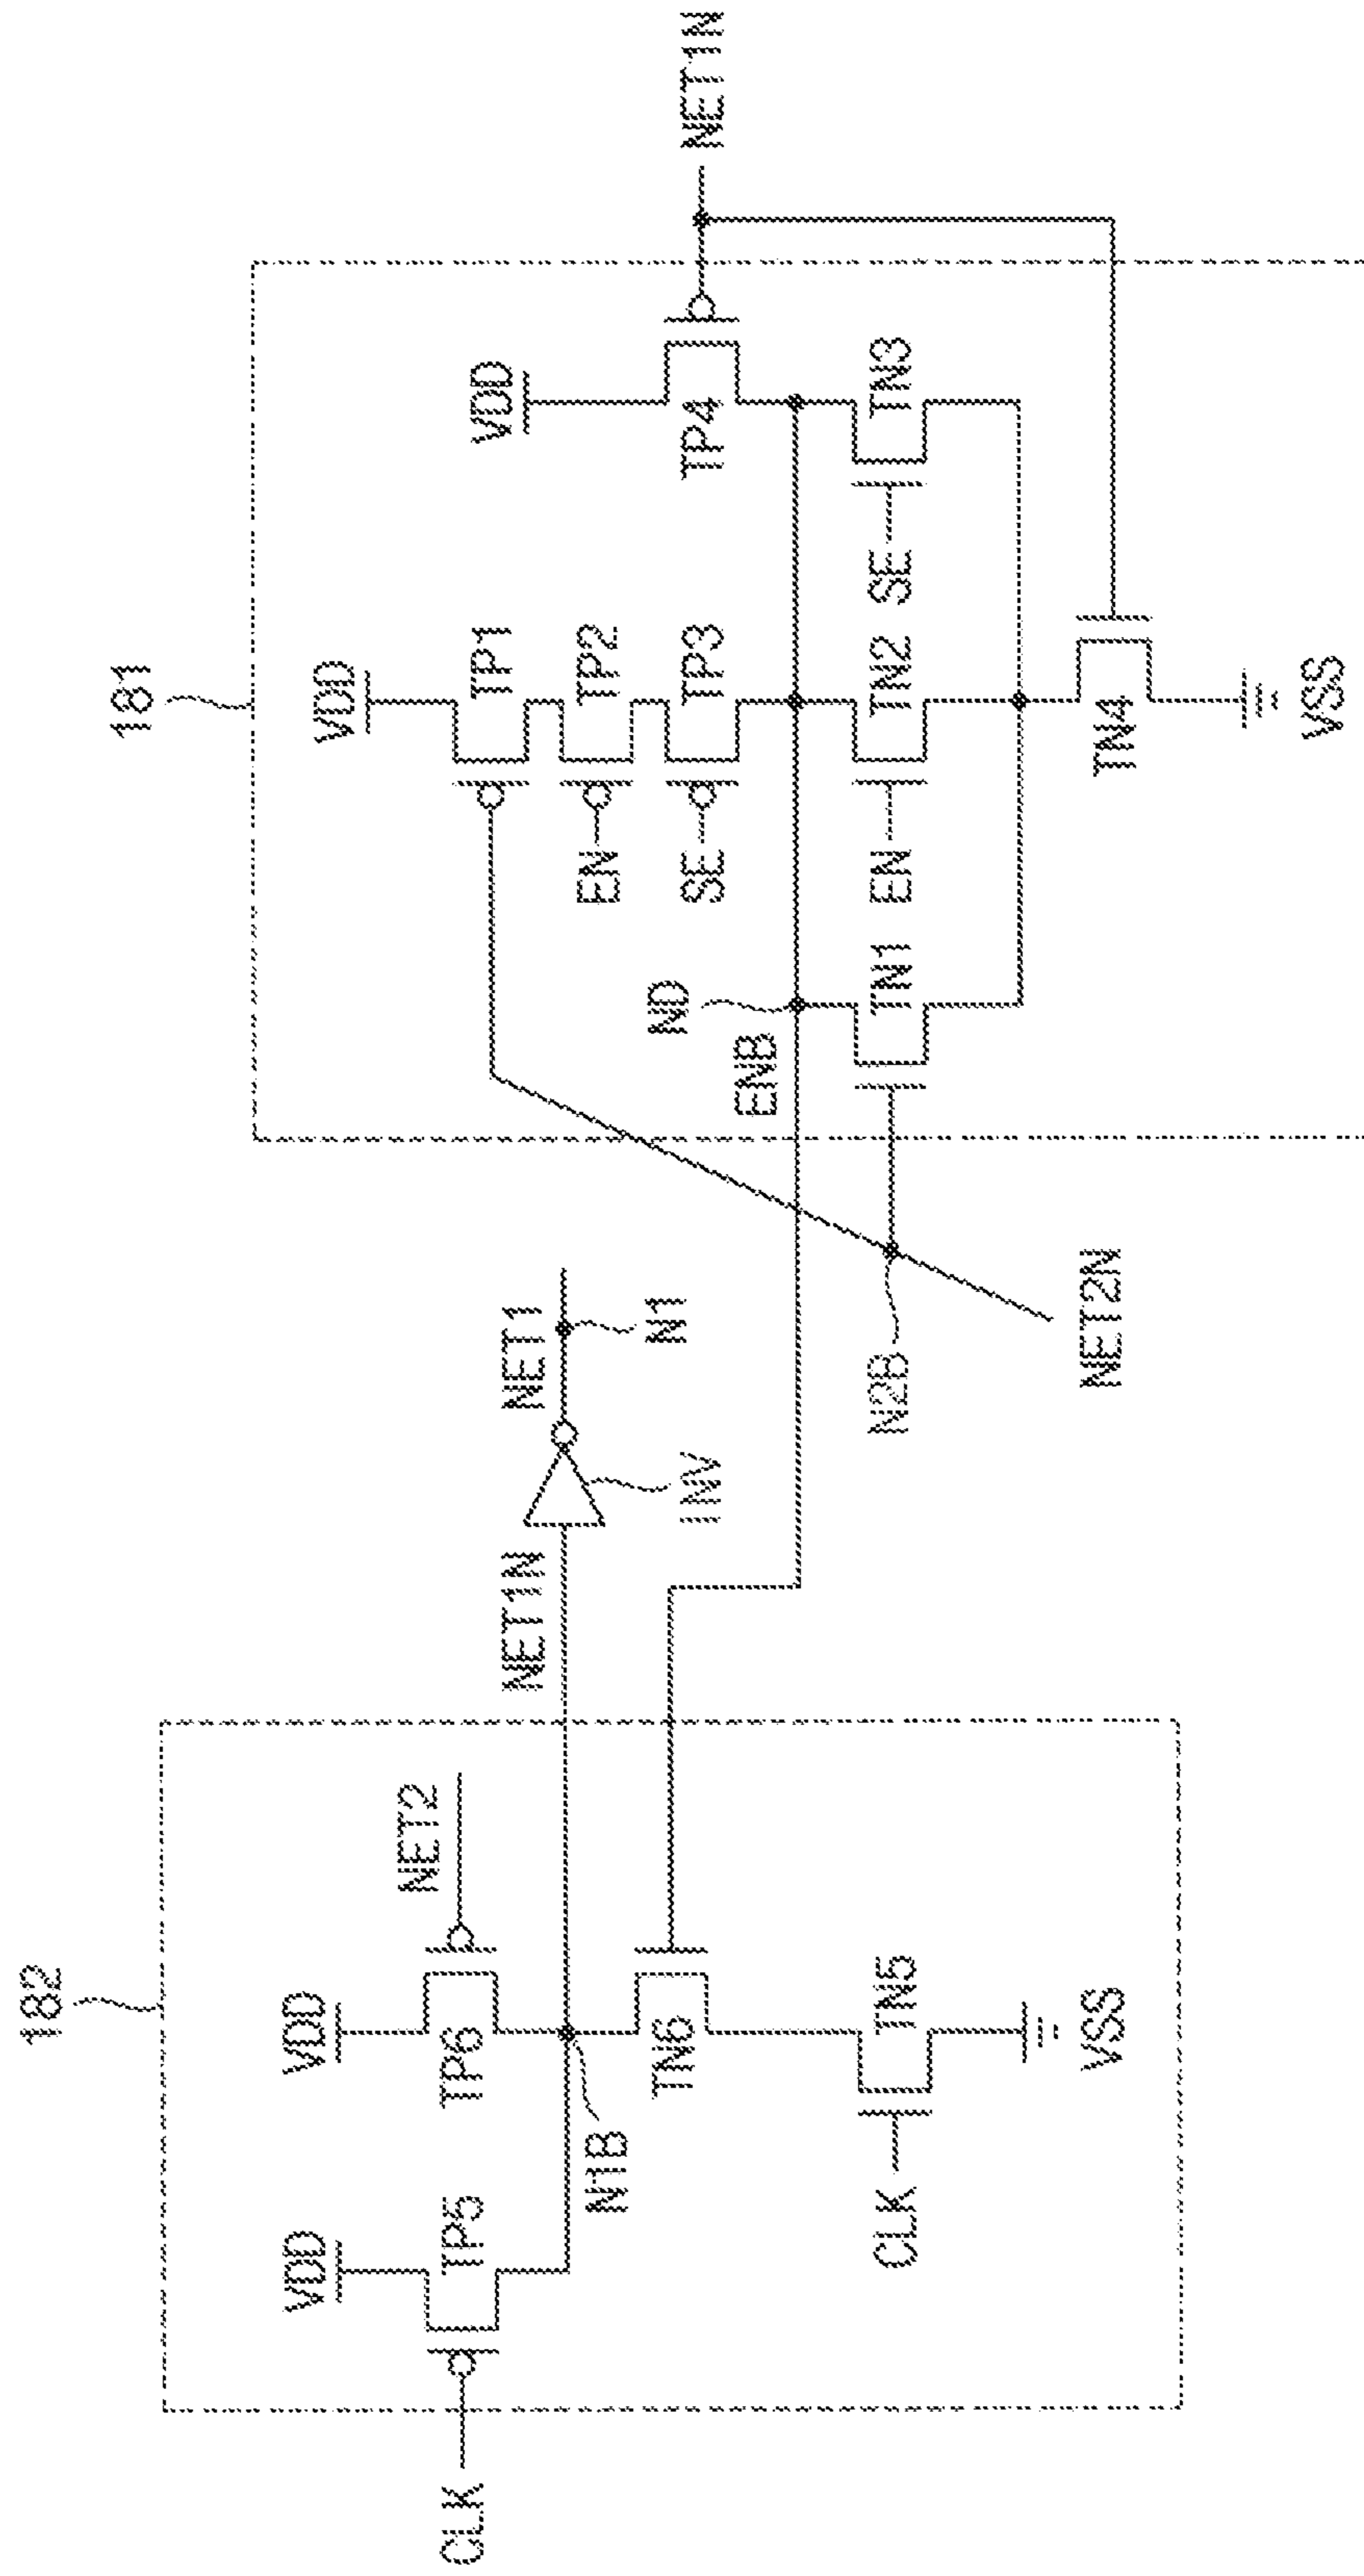 182
CLK
VDD
TP5
VDD
TP6
NET2
N1B
TN6
CLK
TN5
VSS
NET1N
NET1
INV
N1
181
VDD
TP1
EN
TP2
SE
TP3
VDD
TP4
NET1N
ND
ENB
TN1
EN
TN2
SE
TN3
N2B
NET2N
TN4
VSS